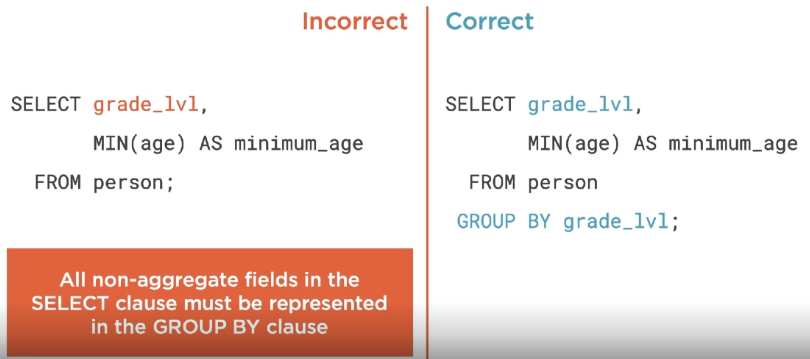 Incorrect
SELECT grade_lvl,
MIN(age) AS minimum_age
FROM person;
All non-aggregate fields in the
SELECT clause must be represented
in the GROUP BY clause
Correct
SELECT grade_lvl,
MIN(age) AS minimum_age
FROM person
GROUP BY grade_lvl;